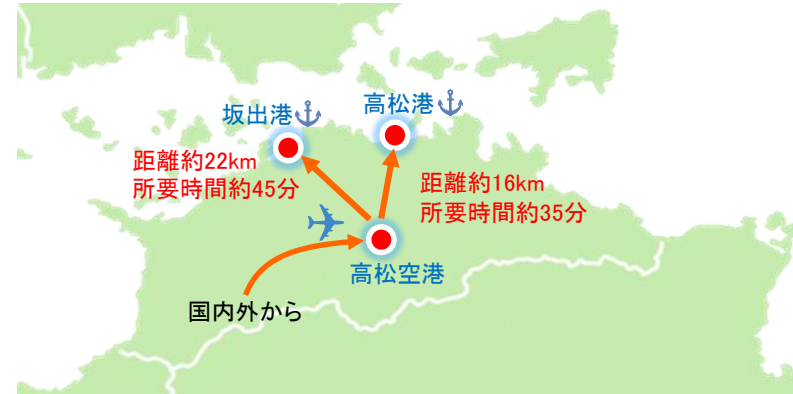 坂出港
高松港
距離約22km
所要時間約45分
距離約16km
所要時間約35分
高松空港
国内外から